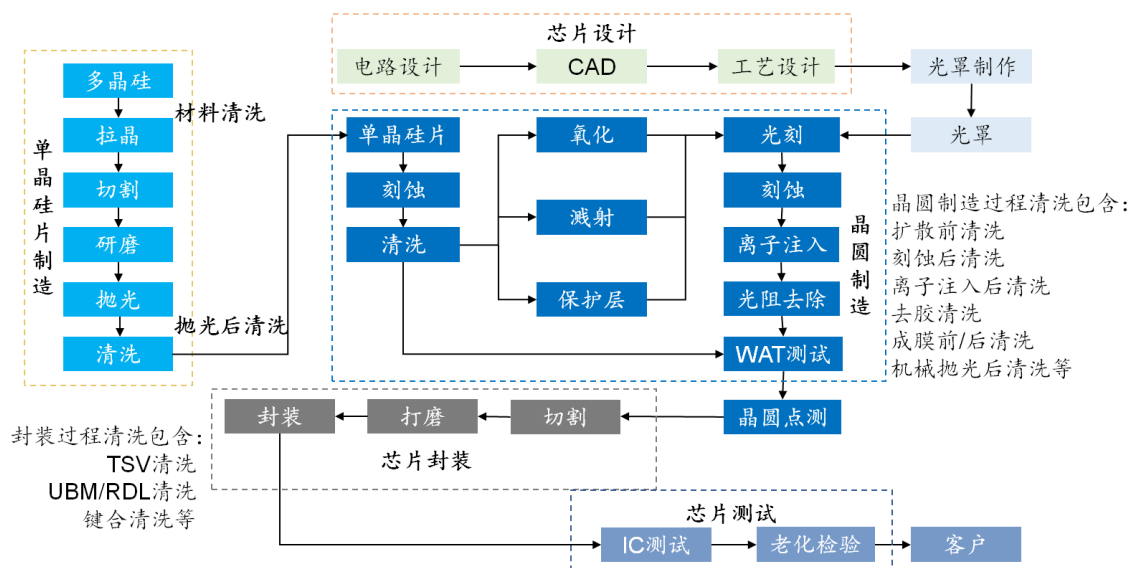 芯片设计
电路设计
CAD
工艺设计
光罩制作
光罩
多晶硅
材料清洗
拉晶
切割
研磨
抛光
抛光后清洗
清洗
单晶硅片制造
单晶硅片
刻蚀
清洗
氧化
溅射
保护层
光刻
刻蚀
离子注入
光阻去除
WAT测试
晶圆制造
晶圆制造过程清洗包含：
扩散前清洗
刻蚀后清洗
离子注入后清洗
去胶清洗
成膜前/后清洗
机械抛光后清洗等
晶圆点测
切割
打磨
封装
芯片封装
封装过程清洗包含：
TSV清洗
UBM/RDL清洗
键合清洗等
芯片测试
IC测试
老化检验
客户